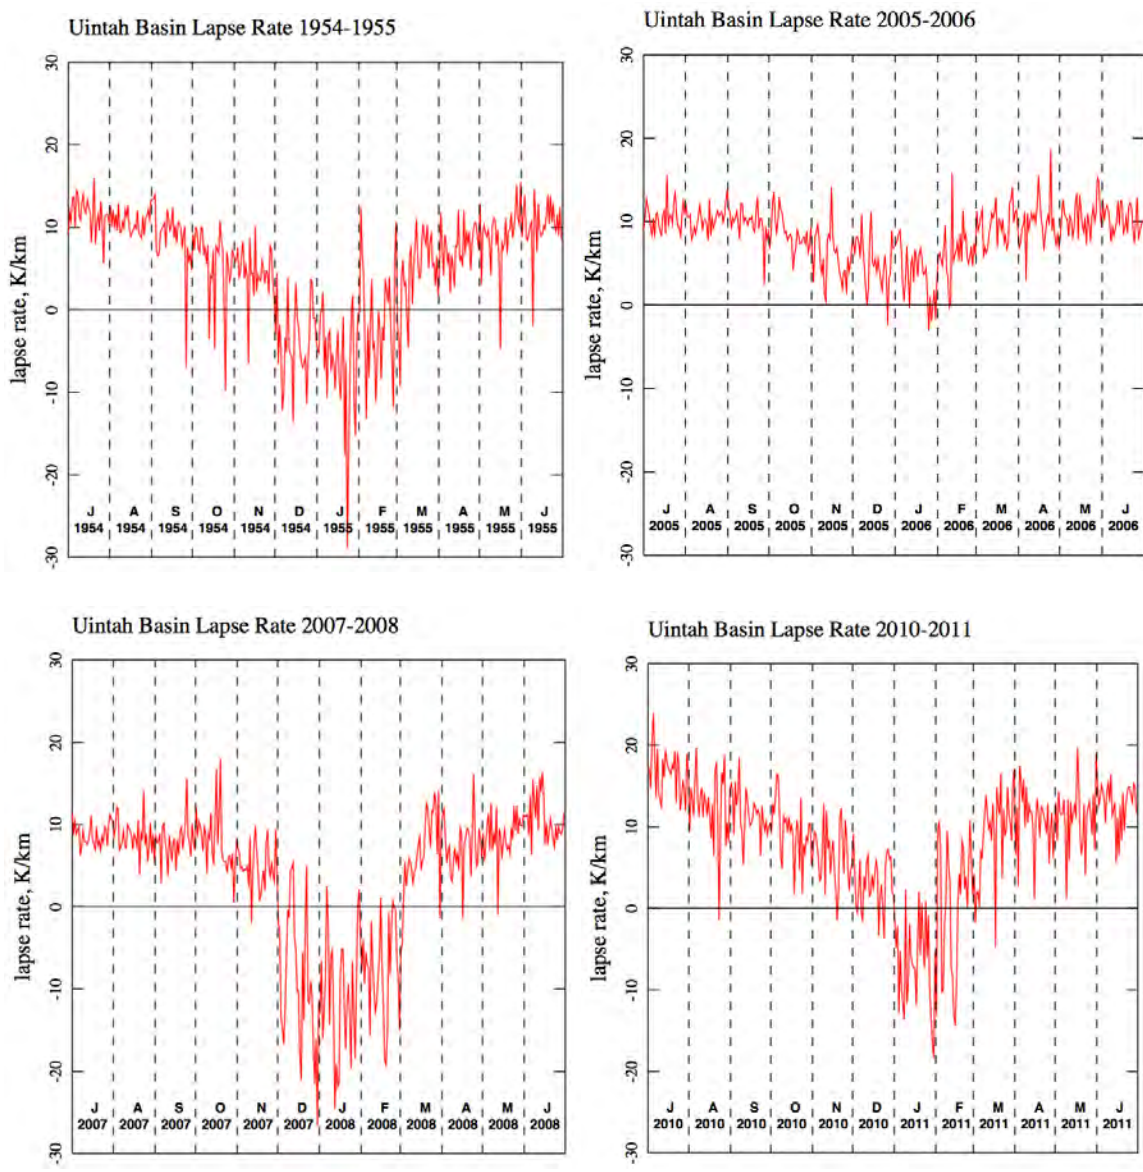 Uintah Basin Lapse Rate 1954-1955
30
20
10
0
10
-20
-30
lapse rate, K/km
J A S O N D J F M A M J
1954 1954 1954 1954 1954 1954 1955 1955 1955 1955 1955 1955
Uintah Basin Lapse Rate 2005-2006
30
20
10
0
10
-20
-30
lapse rate, K/km
J A S O N D J F M A M J
2005 2005 2005 2005 2005 2005 2006 2006 2006 2006 2006 2006
Uintah Basin Lapse Rate 2007-2008
30
20
10
0
10
-20
-30
lapse rate, K/km
J A S O N D J F M A M J
2007 2007 2007 2007 2007 2007 2008 2008 2008 2008 2008 2008
Uintah Basin Lapse Rate 2010-2011
30
20
10
0
10
-20
-30
lapse rate, K/km
J A S O N D J F M A M J
2010 2010 2010 2010 2010 2010 2011 2011 2011 2011 2011 2011